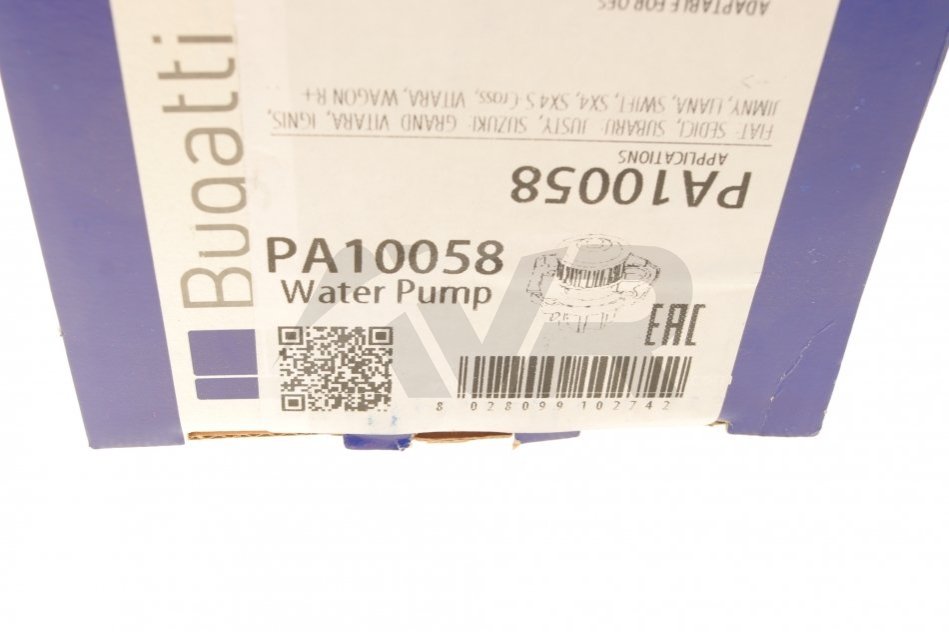 Bugatti
PA10058
Water Pump
EAC
8 028099 102742
PA10058
APPLICATIONS
FIAT: SEDICI, SUBARU: JUSTY, SUZUKI: GRAND VITARA, IGNIS,
JIMNY, LIANA, SWIFT, SX4, SX4 S Cross, VITARA, WAGON R+
ADAPTABLE FOR OES
AVP